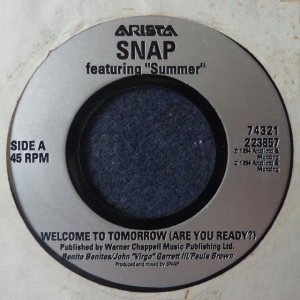 ARISTA
SNAP
featuring "Summer"
SIDE A
45 RPM
74321
223857
WELCOME TO TOMORROW (ARE YOU READY?)
Published by Warner Chappell Music Publishing Ltd.
Benito Benites/John "Virgo" Garrett III/Paula Brown
Produced and mixed by SNAP